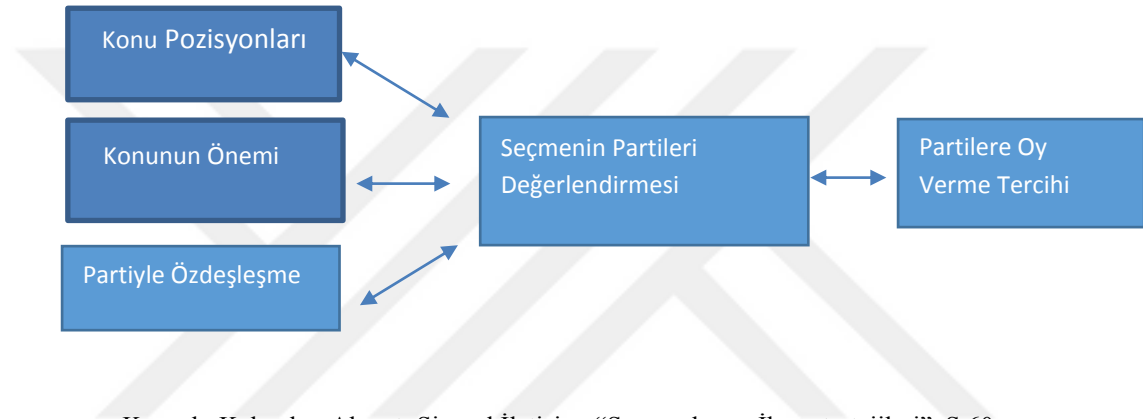 Konu Pozisyonları
Konunun Önemi
Partiyle Özdeşleşme
Seçmenin Partileri
Değerlendirmesi
Partilere Oy
Verme Tercihi